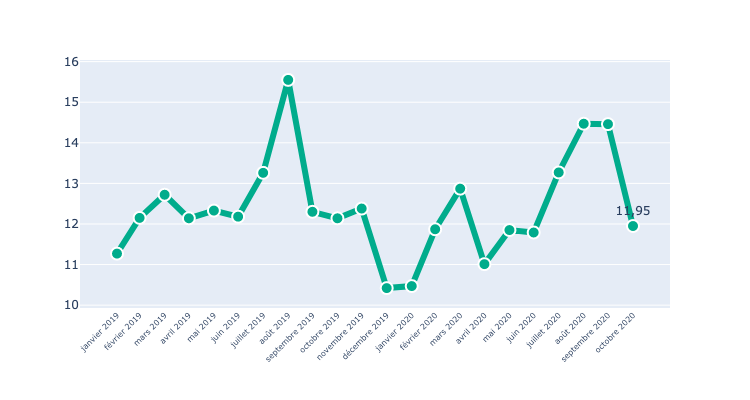 16
15
14
13
12
11
10
11.95
janvier 2019
février 2019
mars 2019
avril 2019
mai 2019
juin 2019
juillet 2019
août 2019
septembre 2019
octobre 2019
novembre 2019
décembre 2019
janvier 2020
février 2020
mars 2020
avril 2020
mai 2020
juin 2020
juillet 2020
août 2020
septembre 2020
octobre 2020